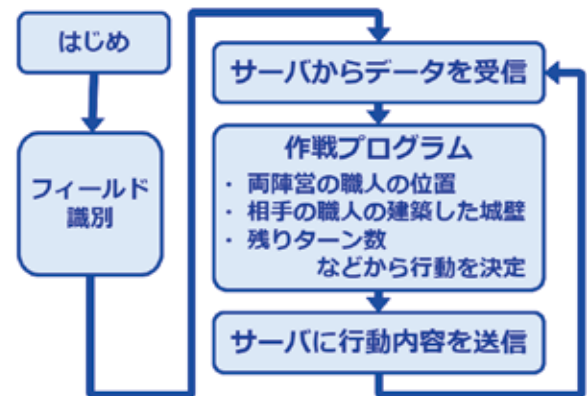 はじめ
フィールド
識別
サーバからデータを受信
作戦プログラム
・ 両陣営の職人の位置
・ 相手の職人の建築した城壁
・ 残りターン数
などから行動を決定
サーバに行動内容を送信